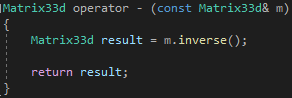 Matrix33d operator - (const Matrix33d& m)
{
Matrix33d result = m.inverse();
return result;
}